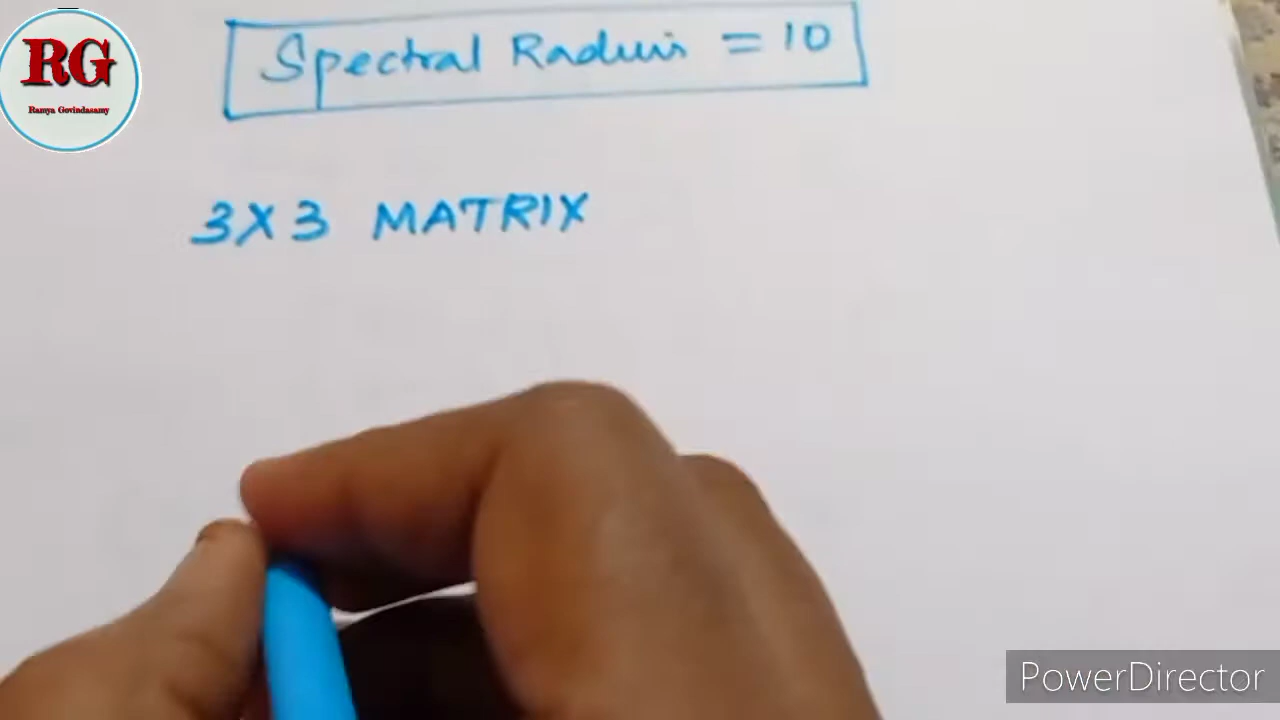 RG
Ramya Govindasamy
Spectral Radius = 10
3X3 MATRIX
PowerDirector